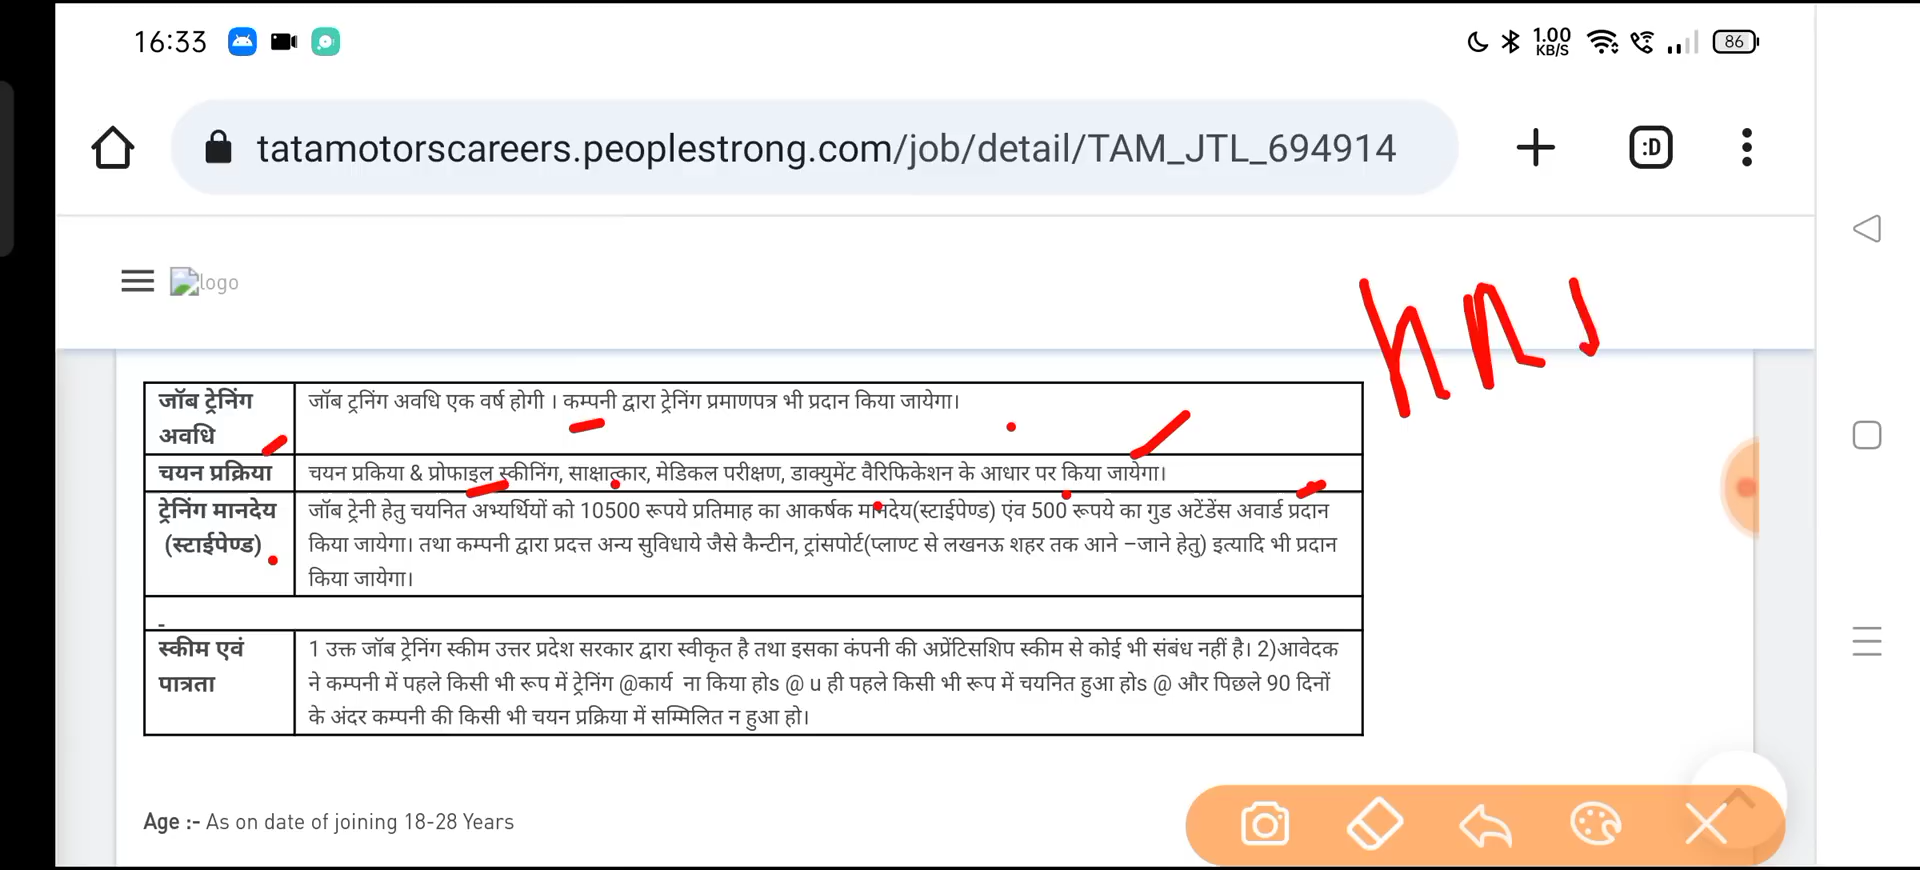 16:33
1.00
KB/S
86
tatamotorscareers.peoplestrong.com/job/detail/TAM_JTL_694914
:D
logo
जॉब ट्रेनिंग
अवधि
जॉब ट्रनिंग अवधि एक वर्ष होगी । कम्पनी द्वारा ट्रेनिंग प्रमाणपत्र भी प्रदान किया जायेगा।
चयन प्रक्रिया
चयन प्रकिया & प्रोफाइल स्कीनिंग, साक्षात्कार, मेडिकल परीक्षण, डाक्युमेंट वैरिफिकेशन के आधार पर किया जायेगा।
ट्रेनिंग मानदेय
(स्टाईपेण्ड)
जॉब ट्रेनी हेतु चयनित अभ्यर्थियों को 10500 रूपये प्रतिमाह का आकर्षक मानदेय(स्टाईपेण्ड) एंव 500 रूपये का गुड अटेंडेंस अवार्ड प्रदान
किया जायेगा। तथा कम्पनी द्वारा प्रदत्त अन्य सुविधाये जैसे कैन्टीन, ट्रांसपोर्ट(प्लाण्ट से लखनऊ शहर तक आने –जाने हेतु) इत्यादि भी प्रदान
किया जायेगा।
-
स्कीम एवं
पात्रता
1 उक्त जॉब ट्रेनिंग स्कीम उत्तर प्रदेश सरकार द्वारा स्वीकृत है तथा इसका कंपनी की अप्रेंटिसशिप स्कीम से कोई भी संबंध नहीं है। 2)आवेदक
ने कम्पनी में पहले किसी भी रूप में ट्रेनिंग @कार्य ना किया होs @ u ही पहले किसी भी रूप में चयनित हुआ होs @ और पिछले 90 दिनों
के अंदर कम्पनी की किसी भी चयन प्रक्रिया में सम्मिलित न हुआ हो।
Age :- As on date of joining 18-28 Years